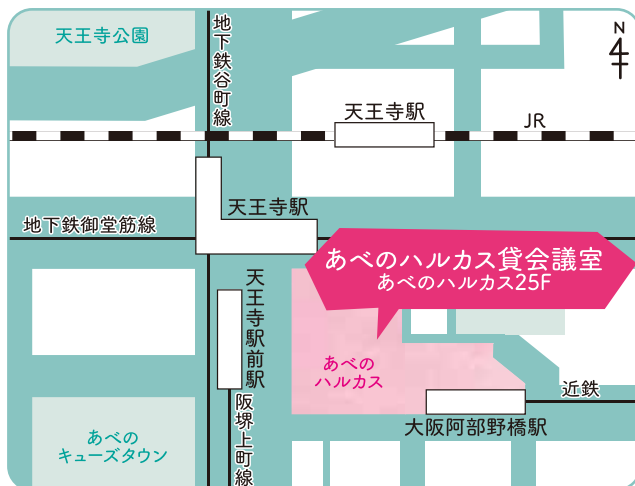 天王寺公園
地下鉄谷町線
N
天王寺駅
JR
天王寺駅
地下鉄御堂筋線
あべのハルカス貸会議室
あべのハルカス25F
天王寺駅前駅
あべの
ハルカス
近鉄
阪堺上町線
大阪阿部野橋駅
あべの
キューズタウン